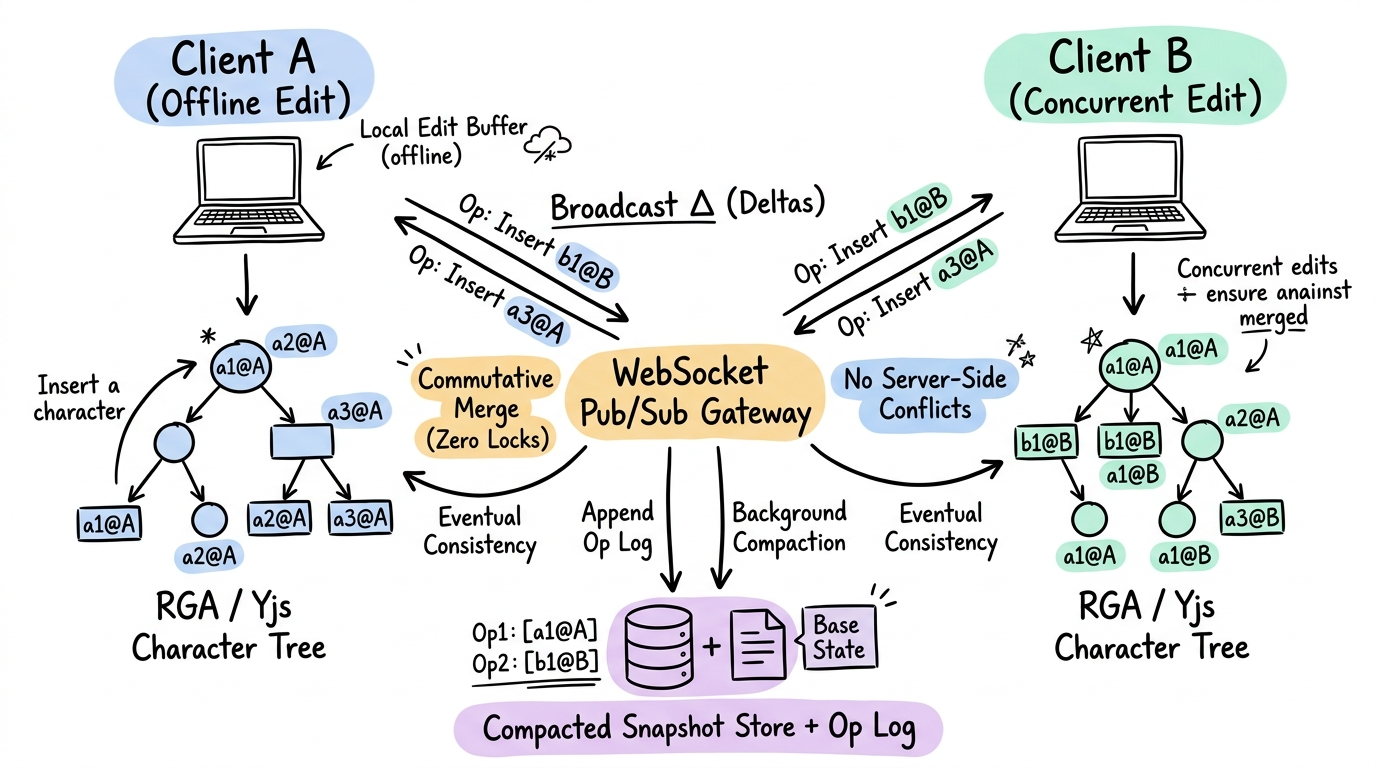 Client A
(Offline Edit)
Client B
(Concurrent Edit)
Local Edit Buffer
(offline)
Broadcast Δ (Deltas)
Op: Insert b1@B
Op: Insert a3@A
Op: Insert b1@B
Op: Insert a3@A
Concurrent edits
+ ensure anaiinst
merged
Insert a
character
a1@A
a2@A
a3@A
a1@A
a2@A
a2@A
a3@A
RGA / Yjs
Character Tree
Commutative
Merge
(Zero Locks)
WebSocket
Pub/Sub Gateway
No Server-Side
Conflicts
Eventual
Consistency
Append
Op Log
Background
Compaction
Eventual
Consistency
a1@A
a1@A
b1@B
b1@B
a1@B
a2@A
a3@B
a1@A
a1@B
RGA / Yjs
Character Tree
Op1: [a1@A]
Op2: [b1@B]
+
Base
State
Compacted Snapshot Store + Op Log